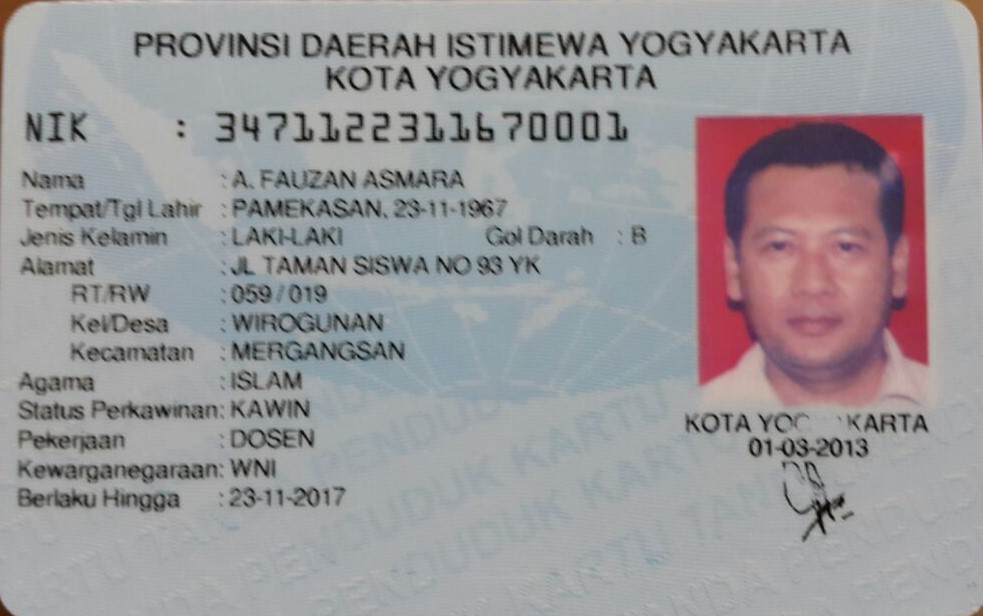 PROVINSI DAERAH ISTIMEWA YOGYAKARTA
KOTA YOGYAKARTA
NIK : 3471122311670001
Nama : A. FAUZAN ASMARA
Tempat/Tgl Lahir : PAMEKASAN, 23-11-1967
Jenis Kelamin : LAKI-LAKI Gol Darah : B
Alamat : JL TAMAN SISWA NO 93 YK
RT/RW : 059 / 019
Kel/Desa : WIROGUNAN
Kecamatan : MERGANGSAN
Agama : ISLAM
Status Perkawinan: KAWIN
Pekerjaan : DOSEN
Kewarganegaraan: WNI
Berlaku Hingga : 23-11-2017
KOTA
01-03-2013
KARTU TANDA PENDUDUK